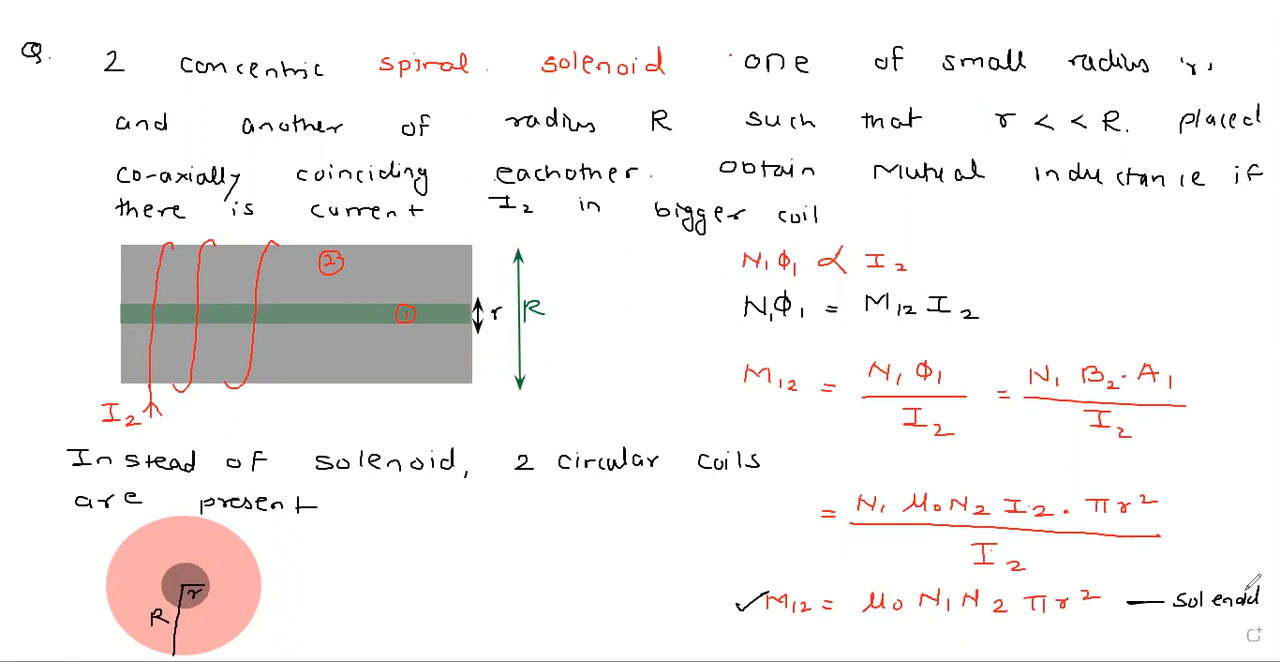 Q. 2 concentric spiral solenoid one of small radius 'r'
and another of radius R such that r << R. Placed
co-axially coinciding eachother. Obtain Mutual Inductance if
there is current I₂ in bigger coil
②
①
r
R
I₂
N₁ Φ₁ ∝ I₂
N₁Φ₁ = M₁₂ I₂
M₁₂ = N₁ Φ₁ / I₂ = N₁ B₂ . A₁ / I₂
= N₁ μ₀ N₂ I₂ . πr² / I₂
✓M₁₂ = μ₀ N₁ N₂ πr² — Solenoid
Instead of solenoid, 2 circular coils
are present
r
R